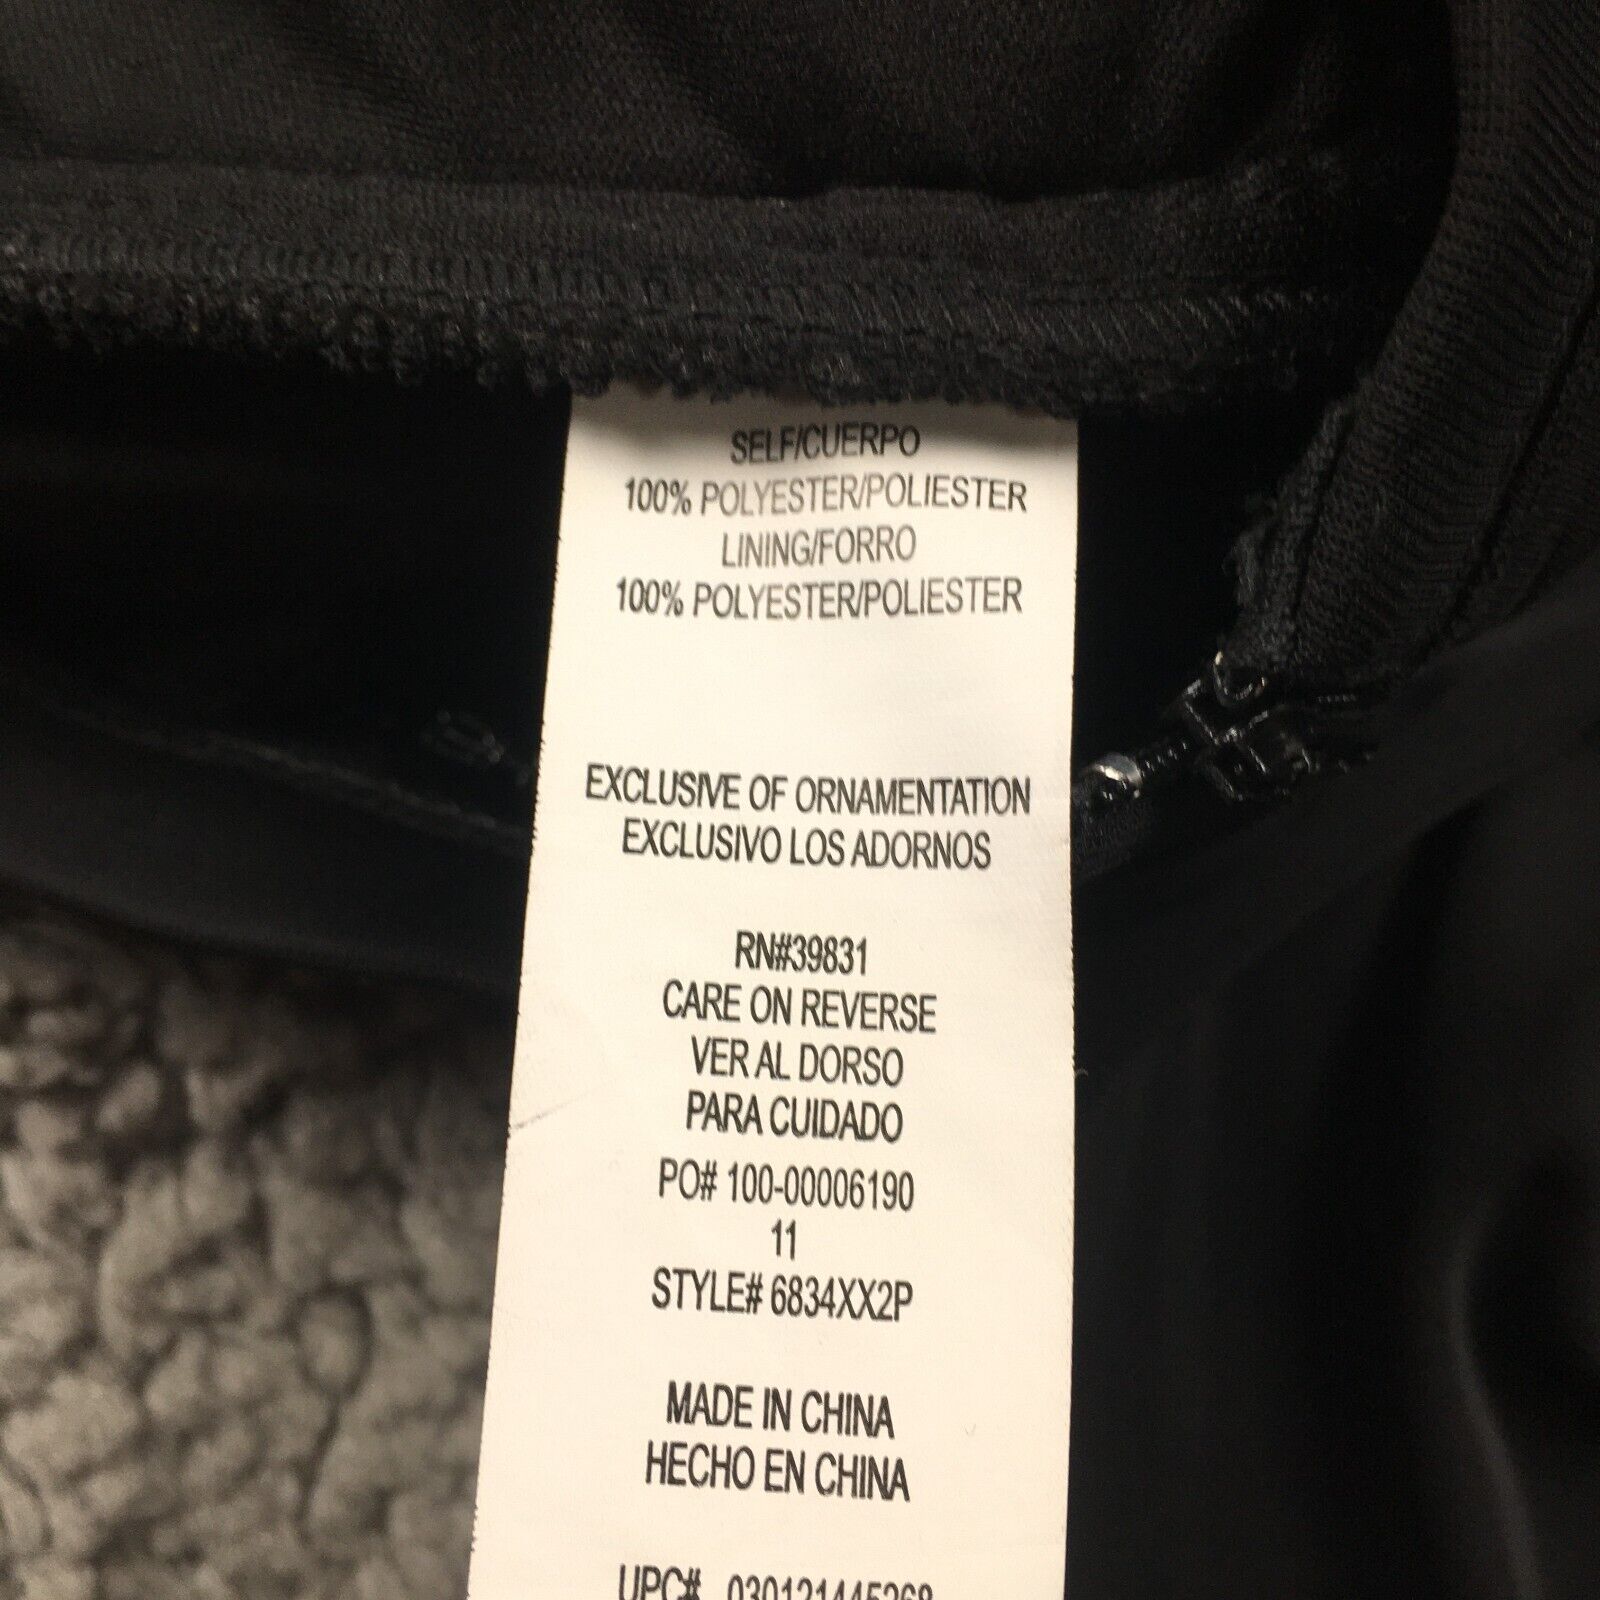 SELF/CUERPO
100% POLYESTER/POLIESTER
LINING/FORRO
100% POLYESTER/POLIESTER
EXCLUSIVE OF ORNAMENTATION
EXCLUSIVO LOS ADORNOS
RN#39831
CARE ON REVERSE
VER AL DORSO
PARA CUIDADO
PO# 100-00006190
11
STYLE# 6834XX2P
MADE IN CHINA
HECHO EN CHINA
UPC# 030121445268